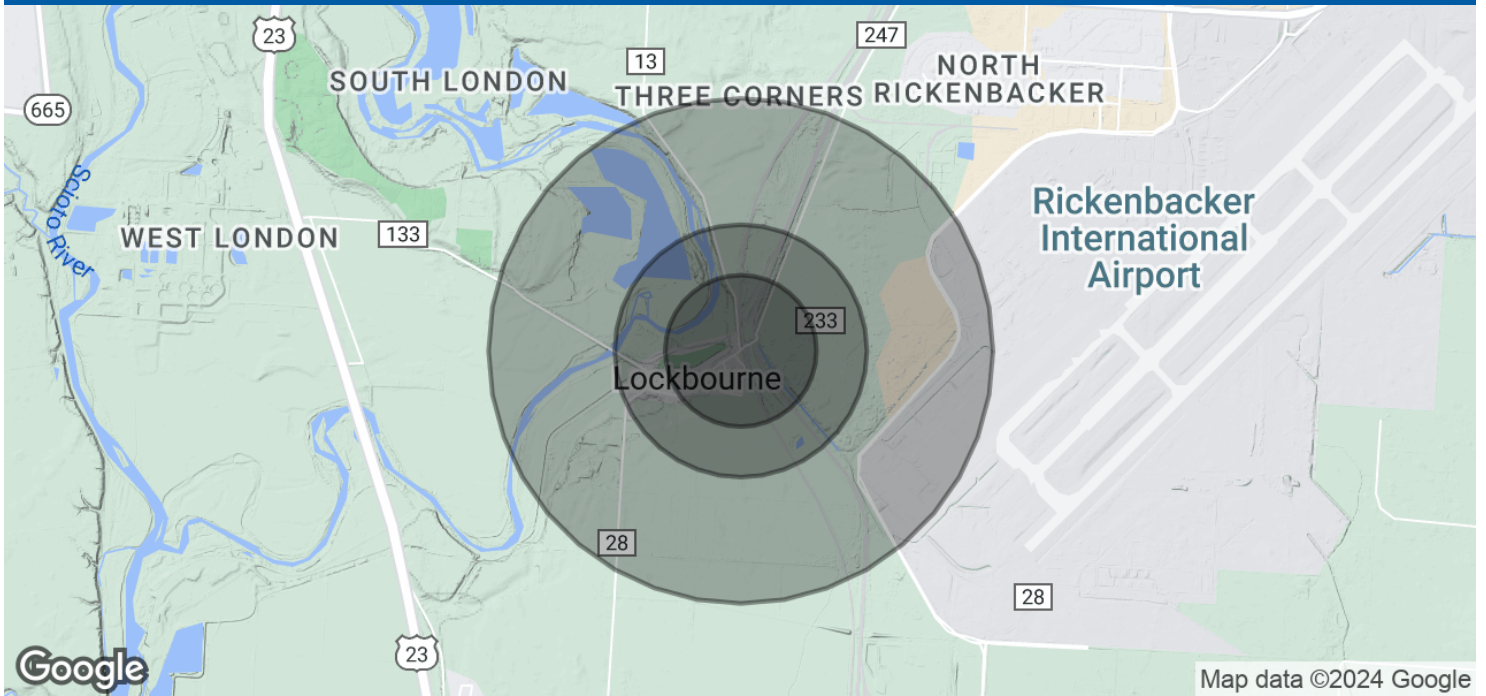 23
247
13
SOUTH LONDON
NORTH
RICKENBACKER
THREE CORNERS
665
Scioto River
Rickenbacker
International
Airport
WEST LONDON
133
233
Lockbourne
28
28
23
Google
Map data ©2024 Google